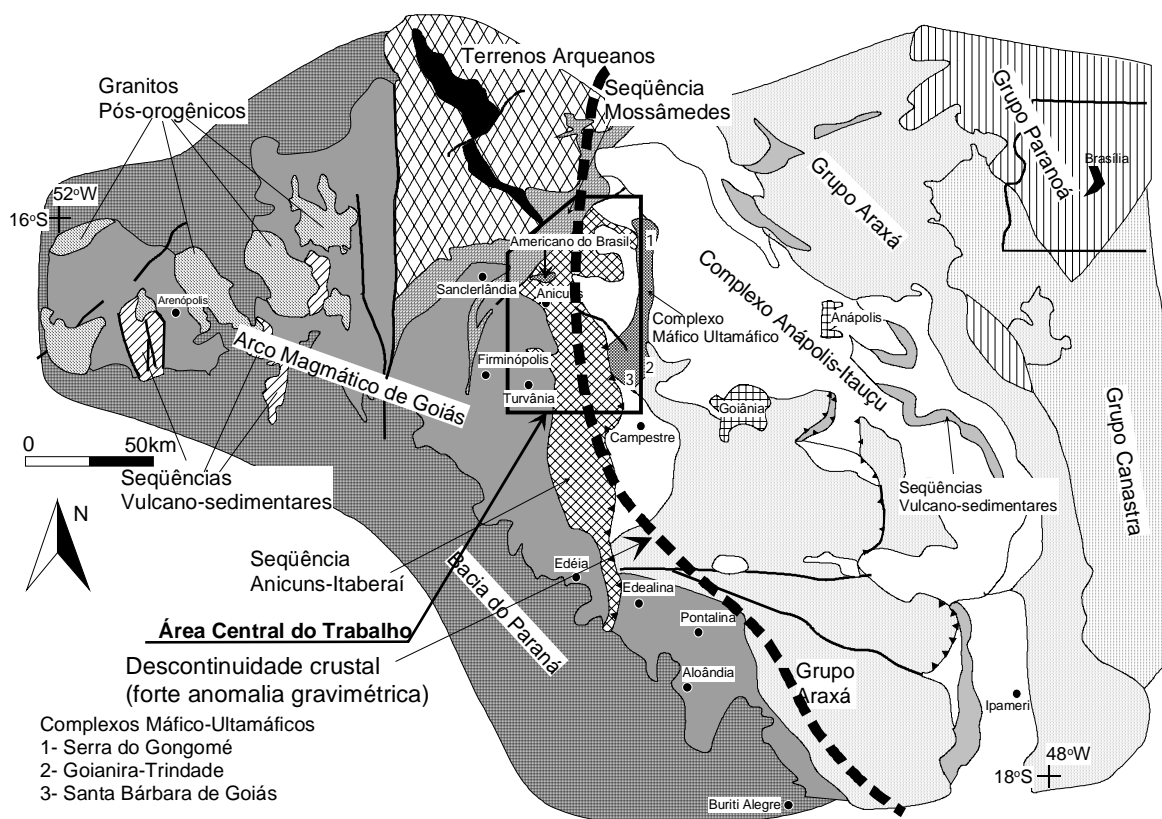 Terrenos Arqueanos
Granitos
Pós-orogênicos
Seqüência
Mossâmedes
Grupo Paranoá
Brasília
52ºW
16ºS
Grupo Araxá
Americano do Brasil
1
Sanclerlândia
Anicuns
Complexo Anápolis-Itauçu
Arenópolis
Complexo
Máfico Ultamáfico
Anápolis
Arco Magmático de Goiás
Firminópolis
2
3
Turvânia
Goiânia
Grupo Canastra
Campestre
0 50km
Seqüências
Vulcano-sedimentares
Seqüências
Vulcano-sedimentares
N
Seqüência
Anicuns-Itaberaí
Bacia do Paraná
Edéia
Edealina
Área Central do Trabalho
Pontalina
Descontinuidade crustal
(forte anomalia gravimétrica)
Aloândia
Grupo
Araxá
Ipameri
Complexos Máfico-Ultamáficos
1- Serra do Gongomé
2- Goianira-Trindade
3- Santa Bárbara de Goiás
48ºW
18ºS
Buriti Alegre